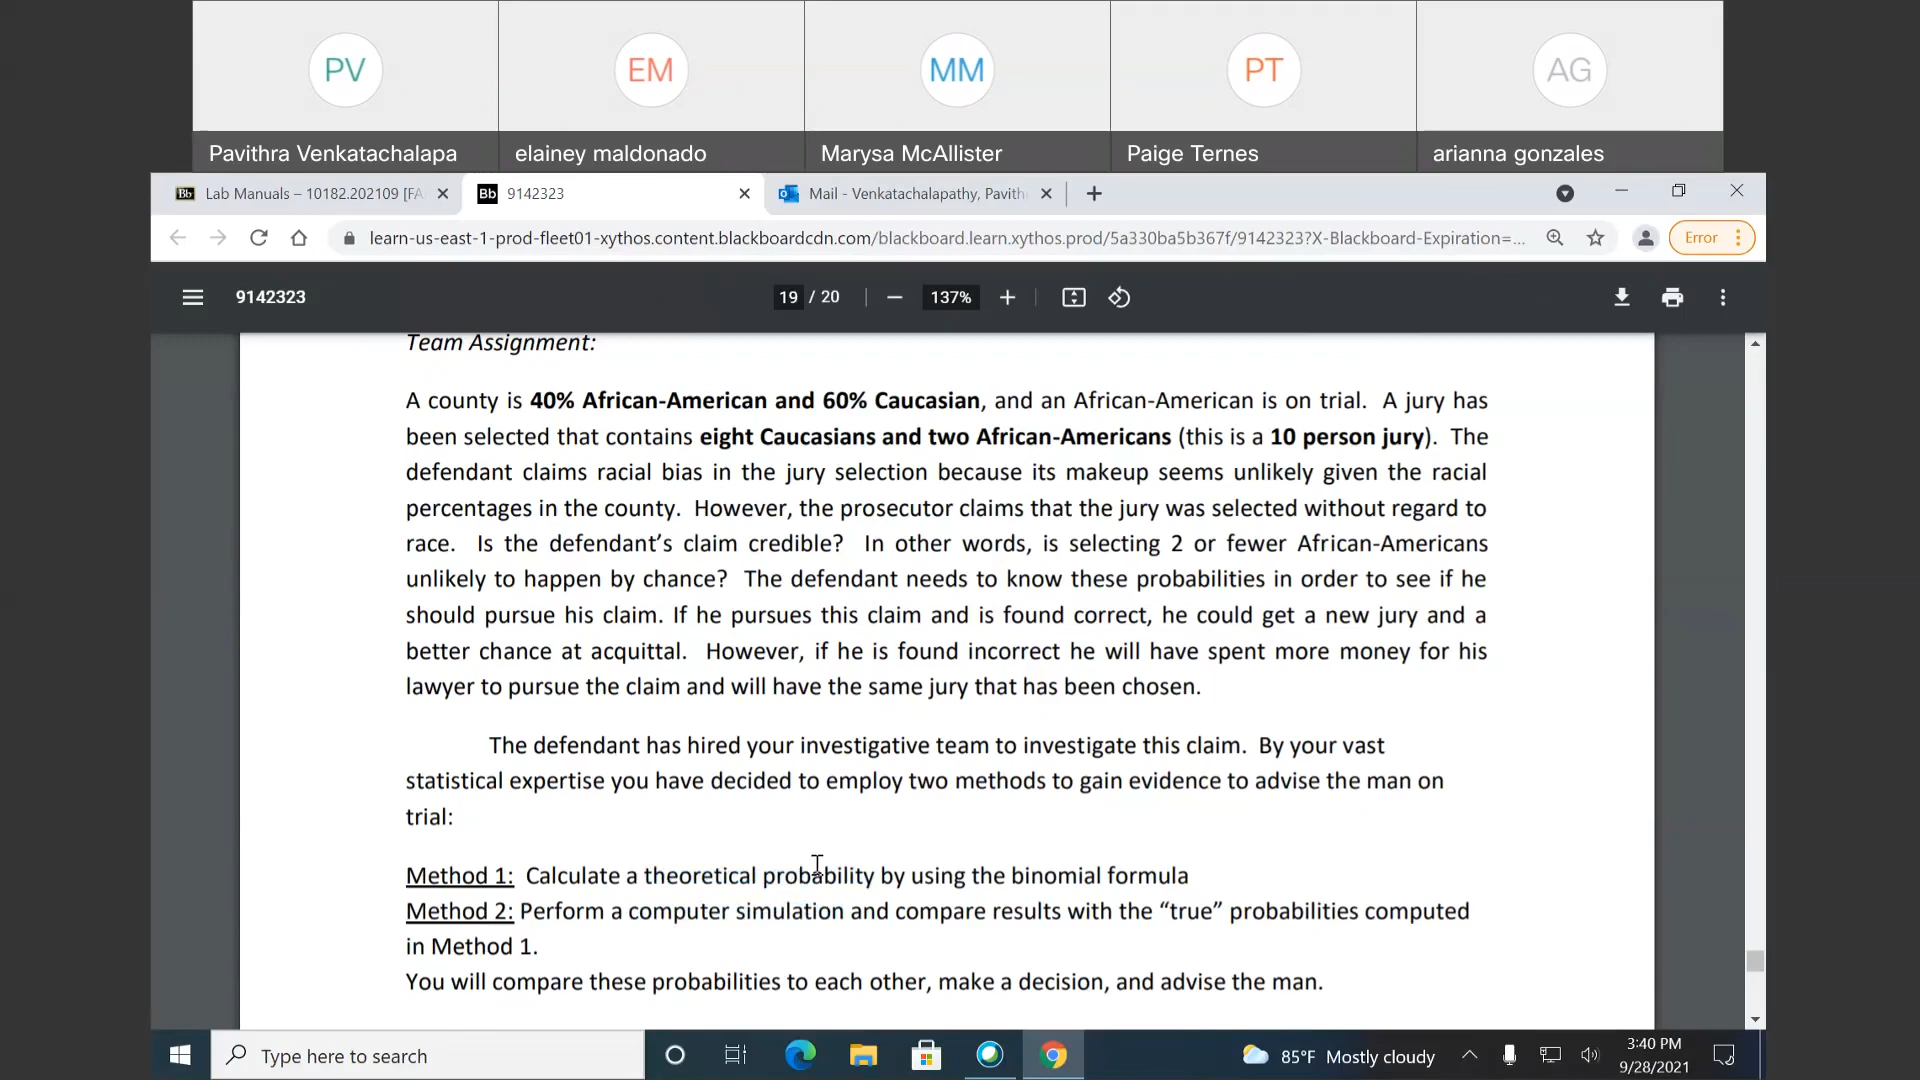 PV
EM
MM
PT
AG
Pavithra Venkatachalapa
elainey maldonado
Marysa McAllister
Paige Ternes
arianna gonzales
Bb Lab Manuals – 10182.202109 [FA
Bb 9142323
Mail - Venkatachalapathy, Pavith
learn-us-east-1-prod-fleet01-xythos.content.blackboardcdn.com/blackboard.learn.xythos.prod/5a330ba5b367f/9142323?X-Blackboard-Expiration=...
Error
9142323
19 / 20
137%
Team Assignment:
A county is 40% African-American and 60% Caucasian, and an African-American is on trial. A jury has
been selected that contains eight Caucasians and two African-Americans (this is a 10 person jury). The
defendant claims racial bias in the jury selection because its makeup seems unlikely given the racial
percentages in the county. However, the prosecutor claims that the jury was selected without regard to
race. Is the defendant's claim credible? In other words, is selecting 2 or fewer African-Americans
unlikely to happen by chance? The defendant needs to know these probabilities in order to see if he
should pursue his claim. If he pursues this claim and is found correct, he could get a new jury and a
better chance at acquittal. However, if he is found incorrect he will have spent more money for his
lawyer to pursue the claim and will have the same jury that has been chosen.
The defendant has hired your investigative team to investigate this claim. By your vast
statistical expertise you have decided to employ two methods to gain evidence to advise the man on
trial:
Method 1: Calculate a theoretical probability by using the binomial formula
Method 2: Perform a computer simulation and compare results with the “true” probabilities computed
in Method 1.
You will compare these probabilities to each other, make a decision, and advise the man.
Type here to search
85°F Mostly cloudy
3:40 PM
9/28/2021